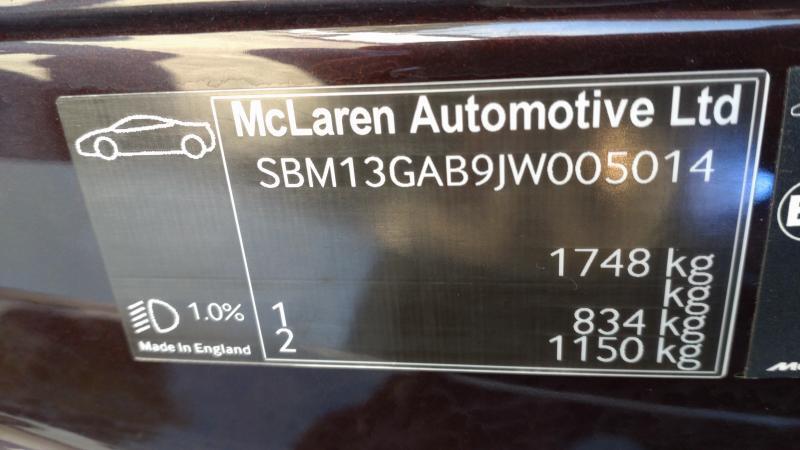 McLaren Automotive Ltd
SBM13GAB9JW005014
1748 kg
kg
1.0% 1 834 kg
2 1150 kg
Made In England